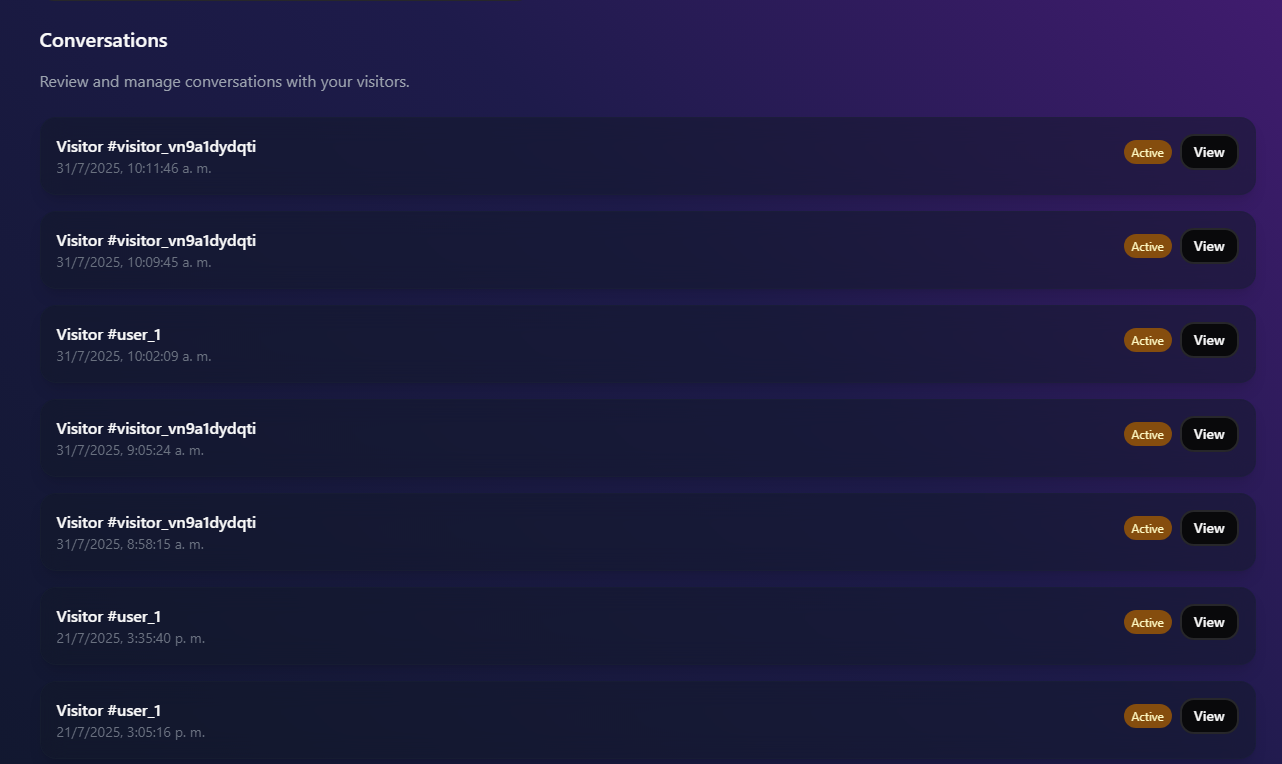 Conversations
Review and manage conversations with your visitors.
Visitor #visitor_vn9a1dydqti
31/7/2025, 10:11:46 a. m.
Active
View
Visitor #visitor_vn9a1dydqti
31/7/2025, 10:09:45 a. m.
Active
View
Visitor #user_1
31/7/2025, 10:02:09 a. m.
Active
View
Visitor #visitor_vn9a1dydqti
31/7/2025, 9:05:24 a. m.
Active
View
Visitor #visitor_vn9a1dydqti
31/7/2025, 8:58:15 a. m.
Active
View
Visitor #user_1
21/7/2025, 3:35:40 p. m.
Active
View
Visitor #user_1
21/7/2025, 3:05:16 p. m.
Active
View